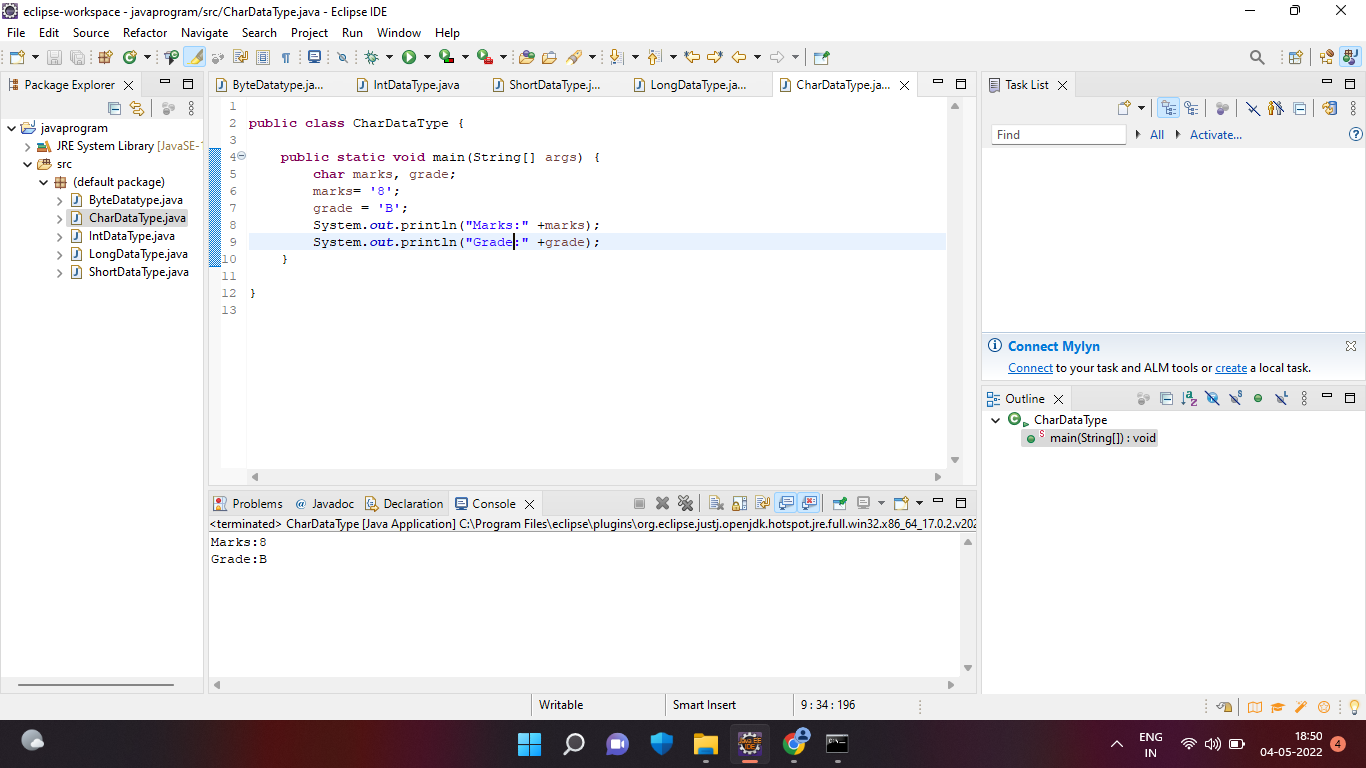 eclipse-workspace - javaprogram/src/CharDataType.java - Eclipse IDE
File Edit Source Refactor Navigate Search Project Run Window Help
Package Explorer
javaprogram
JRE System Library [JavaSE-1
src
(default package)
ByteDatatype.java
CharDataType.java
IntDataType.java
LongDataType.java
ShortDataType.java
ByteDatatype.ja... IntDataType.java ShortDataType.j... LongDataType.ja... CharDataType.ja...
1
2 public class CharDataType {
3
4 public static void main(String[] args) {
5 char marks, grade;
6 marks= '8';
7 grade = 'B';
8 System.out.println("Marks:" +marks);
9 System.out.println("Grade:" +grade);
10 }
11
12 }
13
Problems @ Javadoc Declaration Console
<terminated> CharDataType [Java Application] C:\Program Files\eclipse\plugins\org.eclipse.justj.openjdk.hotspot.jre.full.win32.x86_64_17.0.2.v202
Marks:8
Grade:B
Task List
Find All Activate...
Connect Mylyn
Connect to your task and ALM tools or create a local task.
Outline
CharDataType
main(String[]) : void
Writable Smart Insert 9 : 34 : 196
ENG
IN
18:50
04-05-2022
4